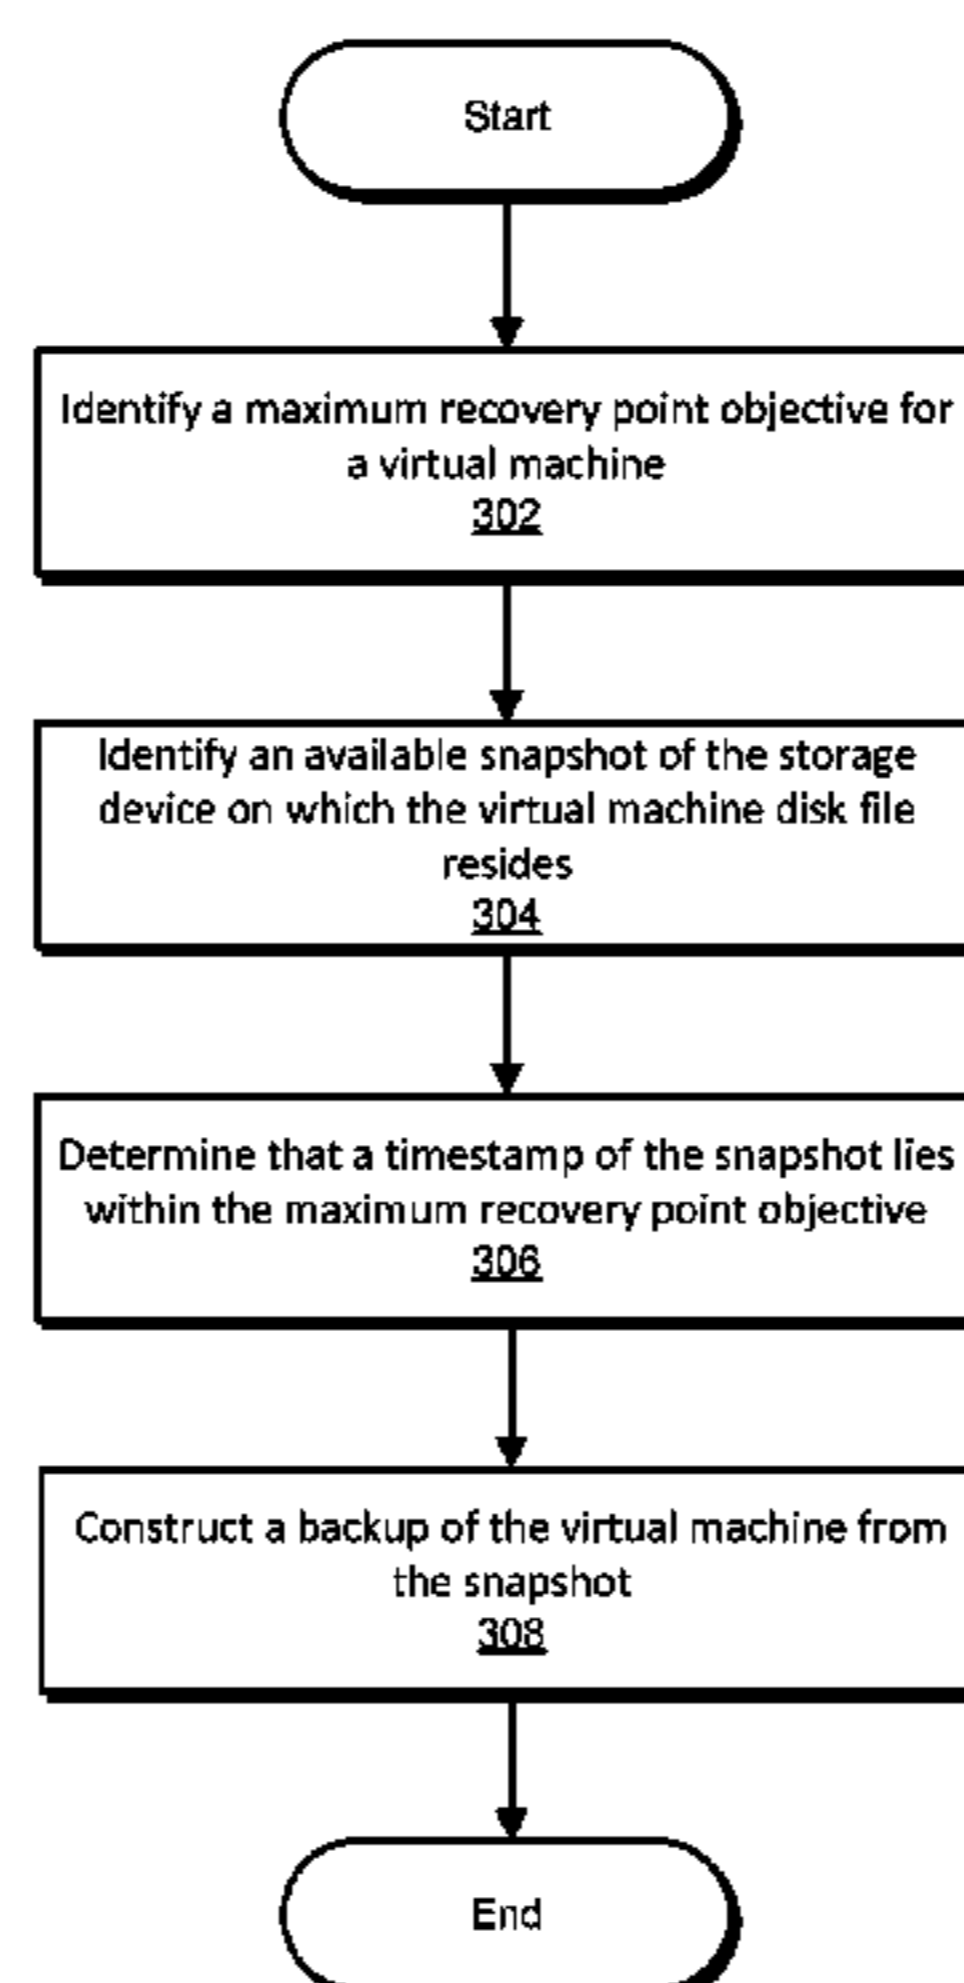 Start
Identify a maximum recovery point objective for
a virtual machine
302
Identify an available snapshot of the storage
device on which the virtual machine disk file
resides
304
Determine that a timestamp of the snapshot lies
within the maximum recovery point objective
306
Construct a backup of the virtual machine from
the snapshot
308
End